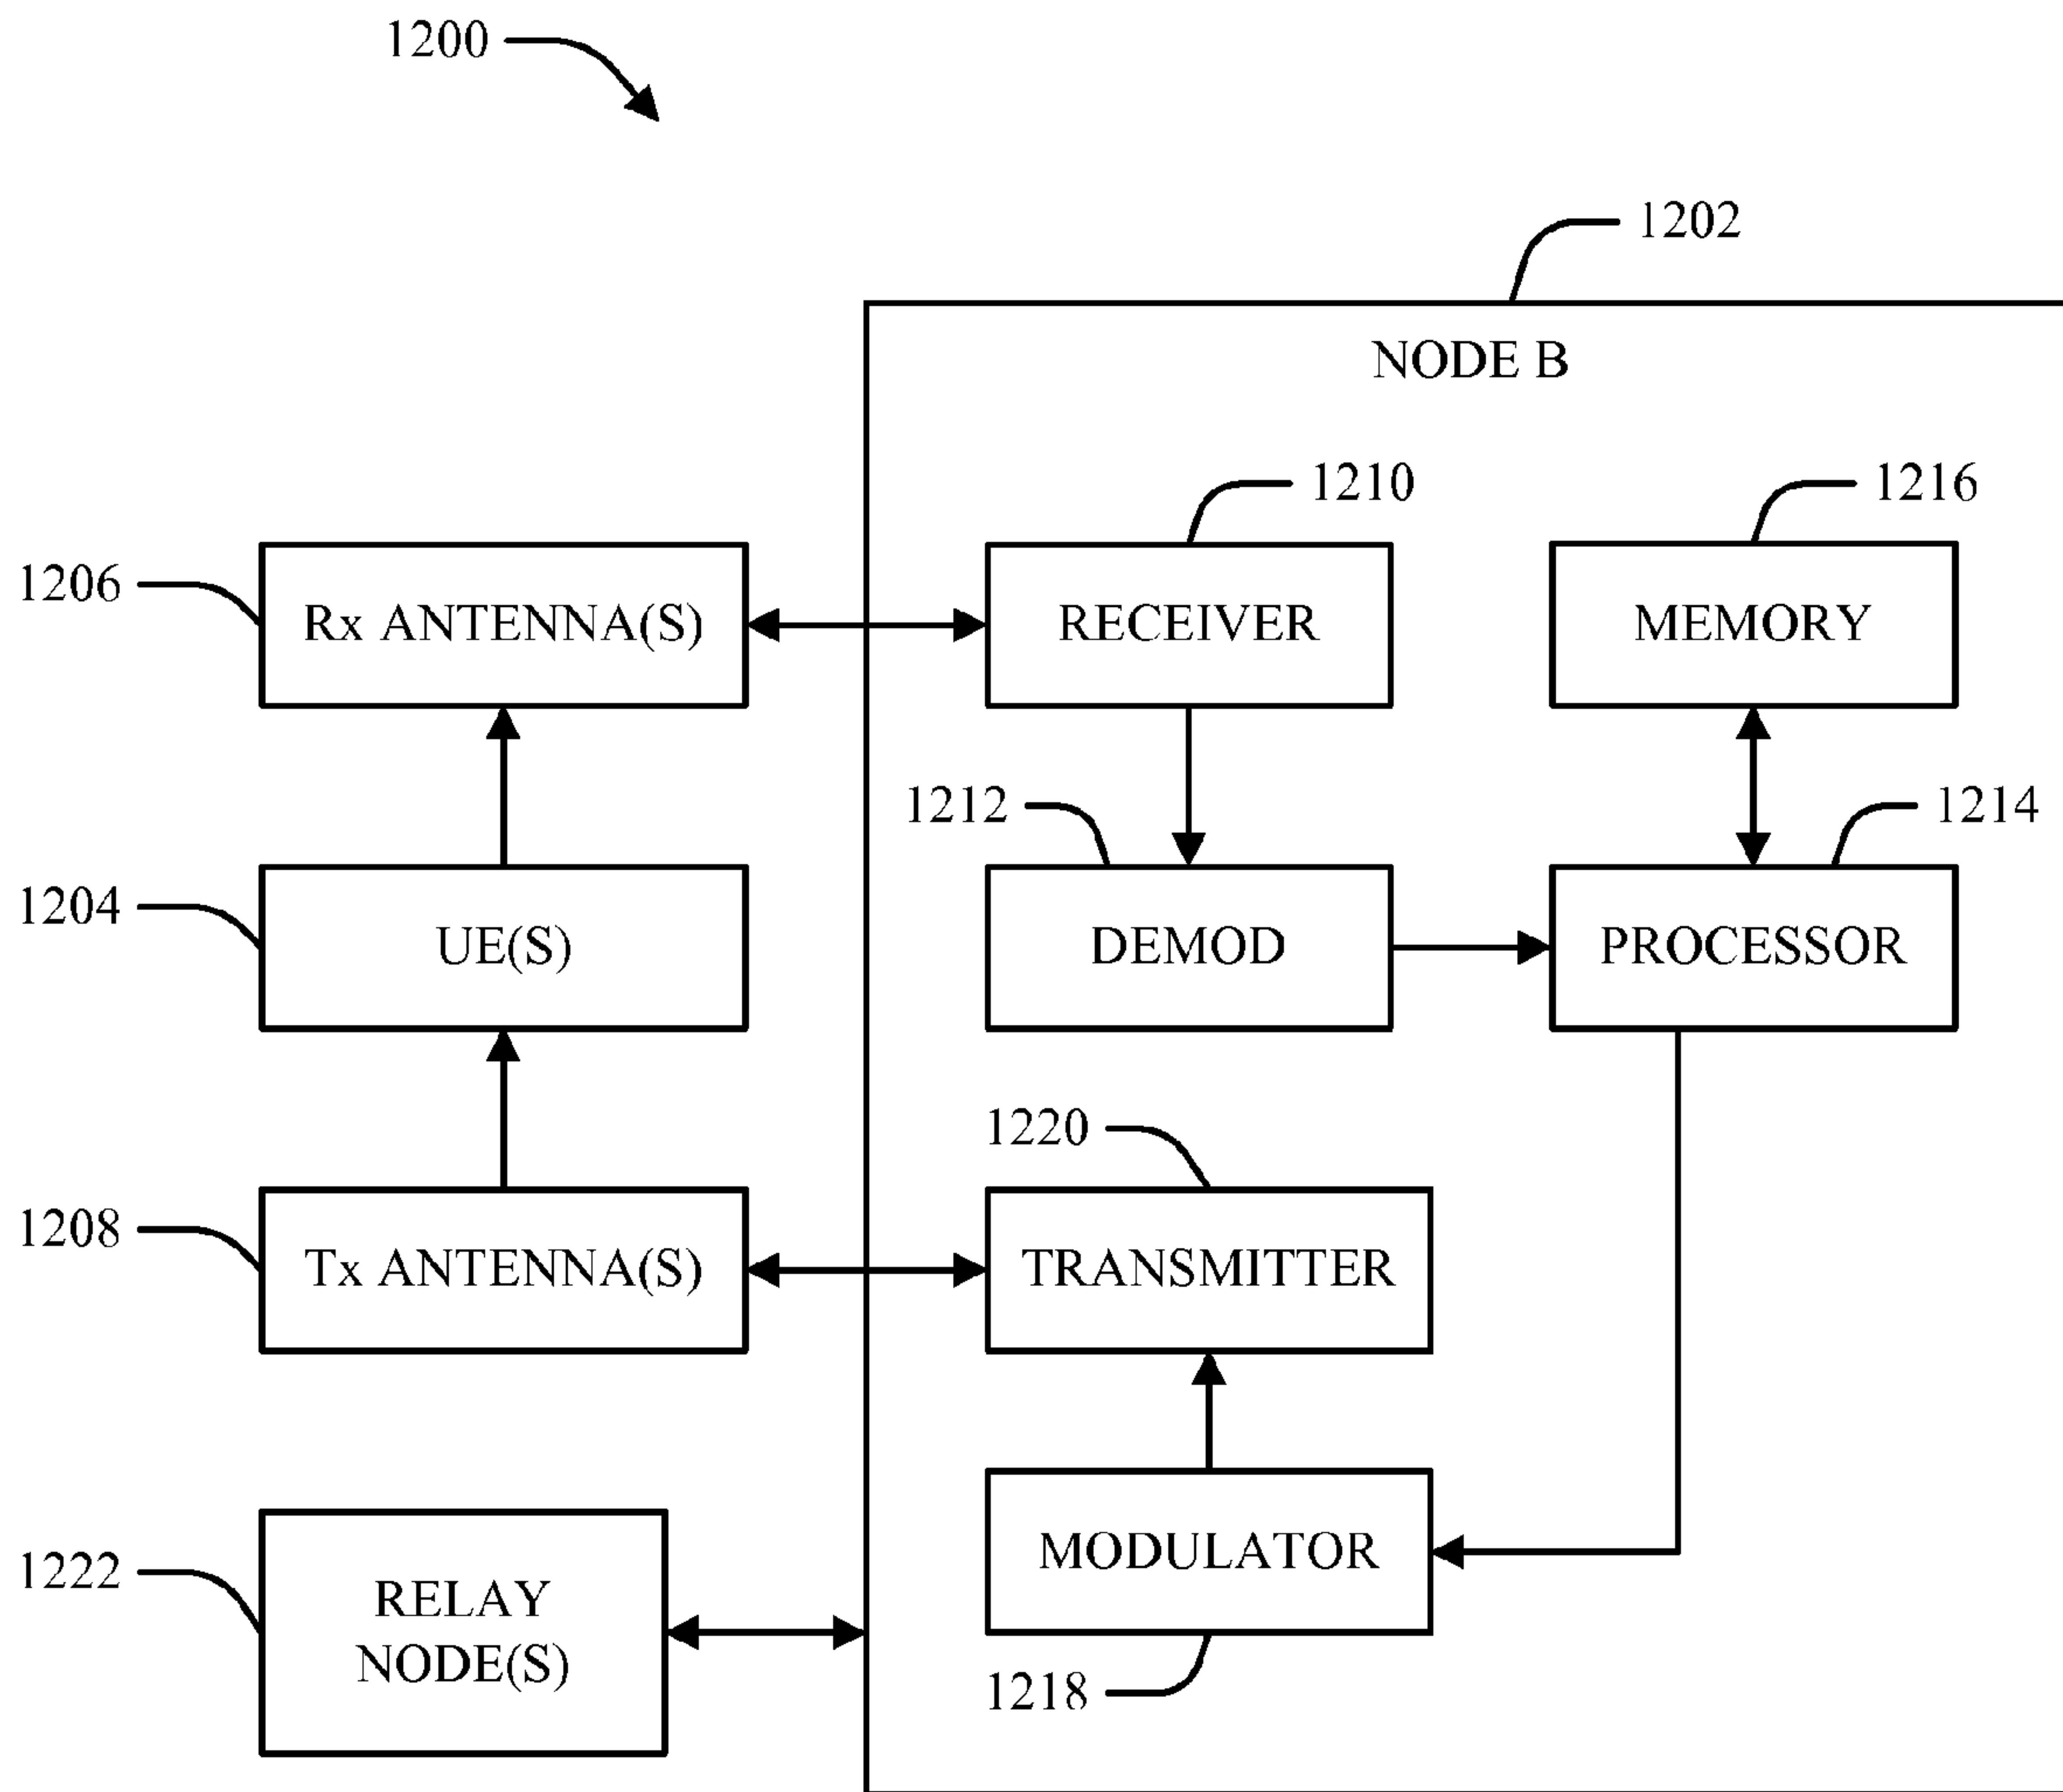 1200
1202
NODE B
1210
1216
1206
Rx ANTENNA(S)
RECEIVER
MEMORY
1212
1214
1204
UE(S)
DEMOD
PROCESSOR
1220
1208
Tx ANTENNA(S)
TRANSMITTER
1222
RELAY
NODE(S)
MODULATOR
1218